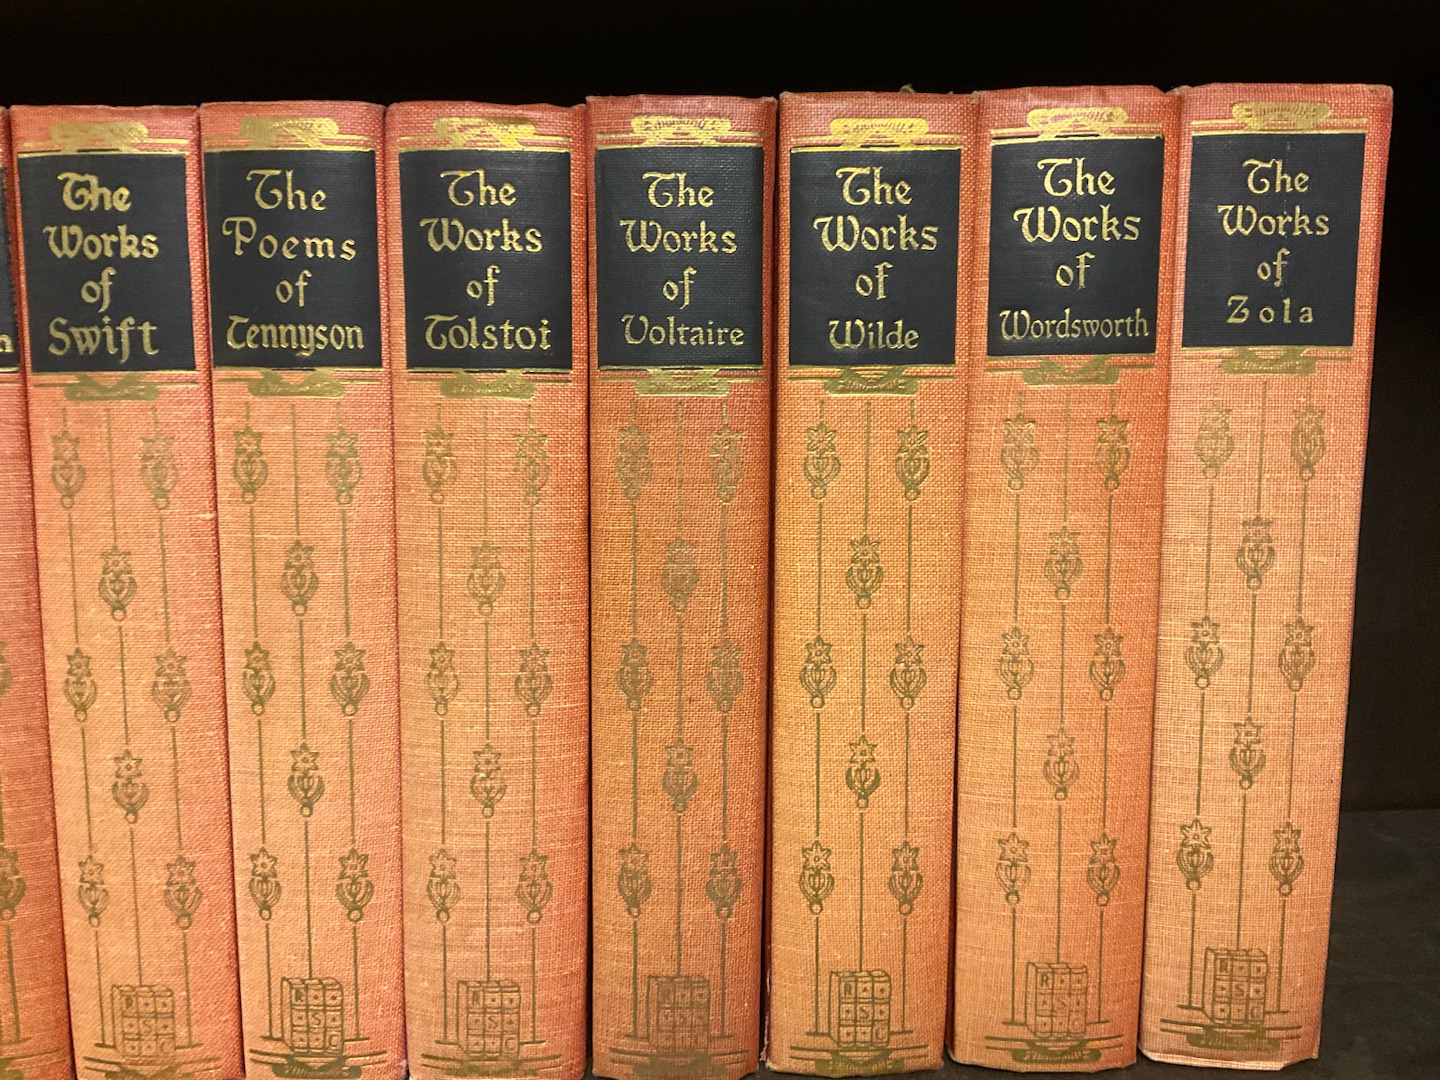 n
The
Works
of
Swift
The
Poems
of
Tennyson
The
Works
of
Tolstoi
The
Works
of
Voltaire
The
Works
of
Wilde
The
Works
of
Wordsworth
The
Works
of
Zola
R
S
C
R
S
C
R
S
C
R
S
C
R
S
C
R
S
C